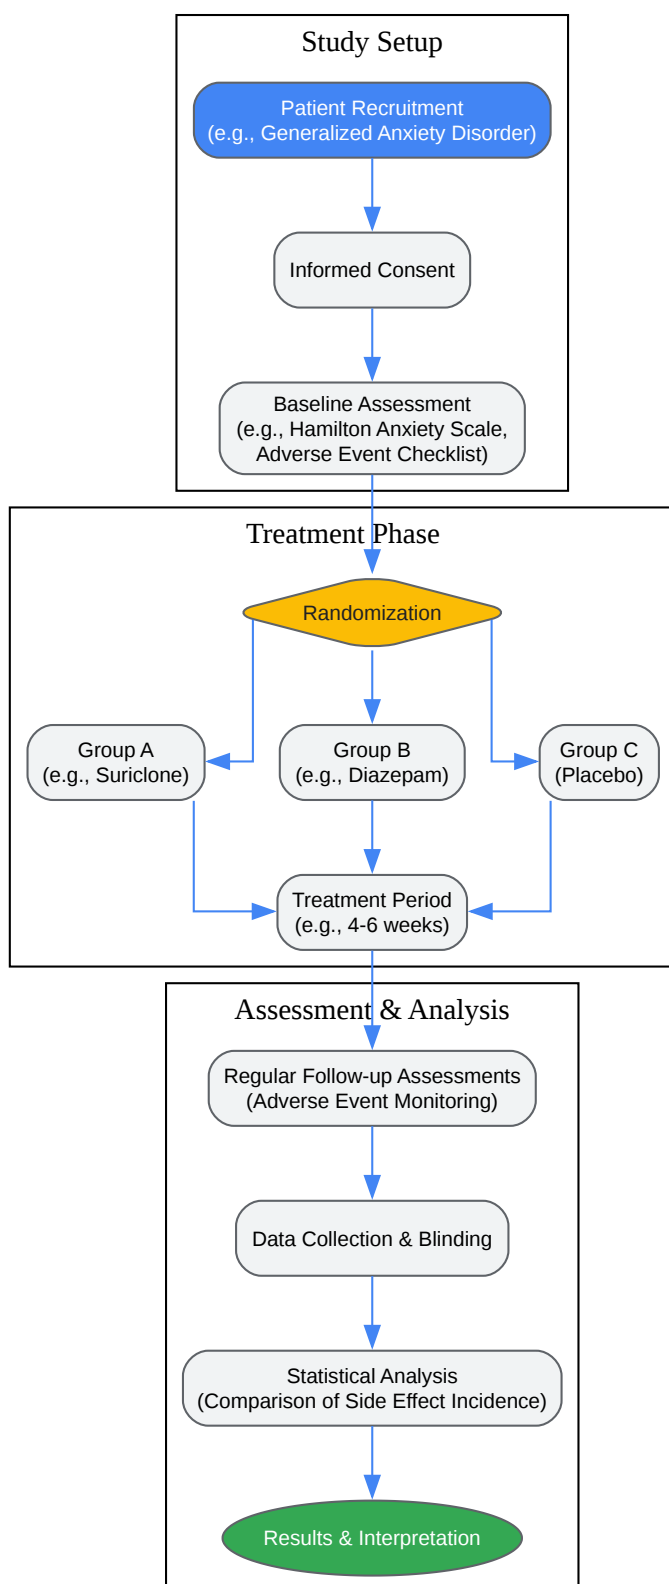 Study Setup
Patient Recruitment
(e.g., Generalized Anxiety Disorder)
Informed Consent
Baseline Assessment
(e.g., Hamilton Anxiety Scale,
Adverse Event Checklist)
Treatment Phase
Randomization
Group A
(e.g., Suriclone)
Group B
(e.g., Diazepam)
Group C
(Placebo)
Treatment Period
(e.g., 4-6 weeks)
Assessment & Analysis
Regular Follow-up Assessments
(Adverse Event Monitoring)
Data Collection & Blinding
Statistical Analysis
(Comparison of Side Effect Incidence)
Results & Interpretation